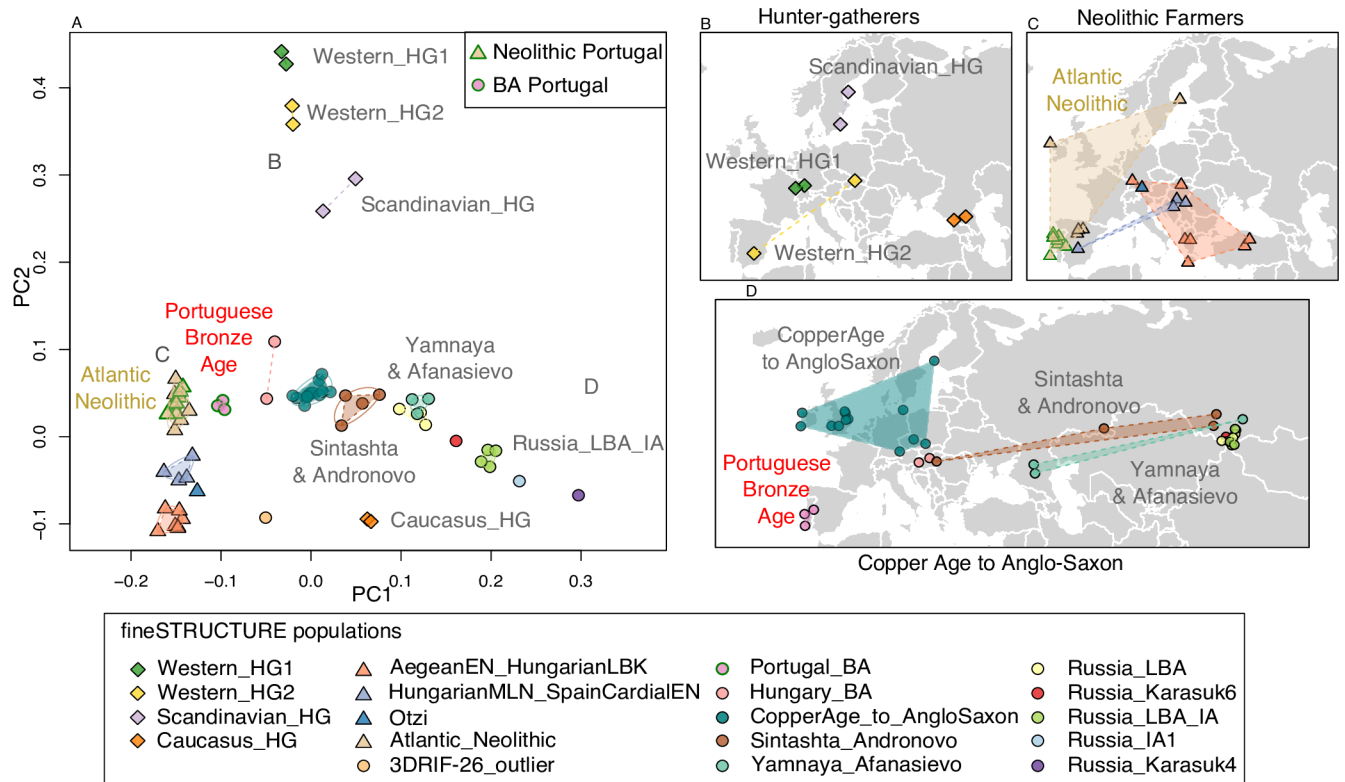 A
Western_HG1
Western_HG2
B
Scandinavian_HG
Neolithic Portugal
BA Portugal
Portuguese
Bronze
Age
C
Atlantic
Neolithic
Yamnaya
& Afanasievo
D
Sintashta
& Andronovo
Russia_LBA_IA
Caucasus_HG
PC2
0.4
0.3
0.2
0.1
0.0
−0.1
−0.2
−0.1
0.0
0.1
0.2
0.3
PC1
B
Hunter-gatherers
Scandinavian_HG
Western_HG1
Western_HG2
C
Neolithic Farmers
Atlantic
Neolithic
D
CopperAge
to AngloSaxon
Sintashta
& Andronovo
Portuguese
Bronze
Age
Yamnaya
& Afanasievo
Copper Age to Anglo-Saxon
fineSTRUCTURE populations
Western_HG1
Western_HG2
Scandinavian_HG
Caucasus_HG
AegeanEN_HungarianLBK
HungarianMLN_SpainCardialEN
Otzi
Atlantic_Neolithic
3DRIF-26_outlier
Portugal_BA
Hungary_BA
CopperAge_to_AngloSaxon
Sintashta_Andronovo
Yamnaya_Afanasievo
Russia_LBA
Russia_Karasuk6
Russia_LBA_IA
Russia_IA1
Russia_Karasuk4